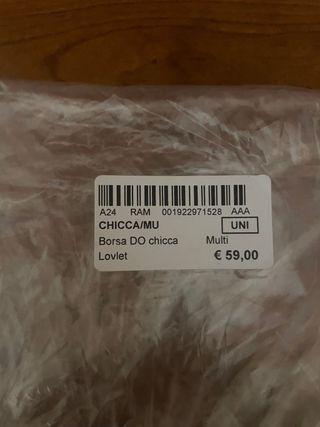 A24 RAM 001922971528 AAA
CHICCA/MU UNI
Borsa DO chicca Multi
Lovlet € 59,00